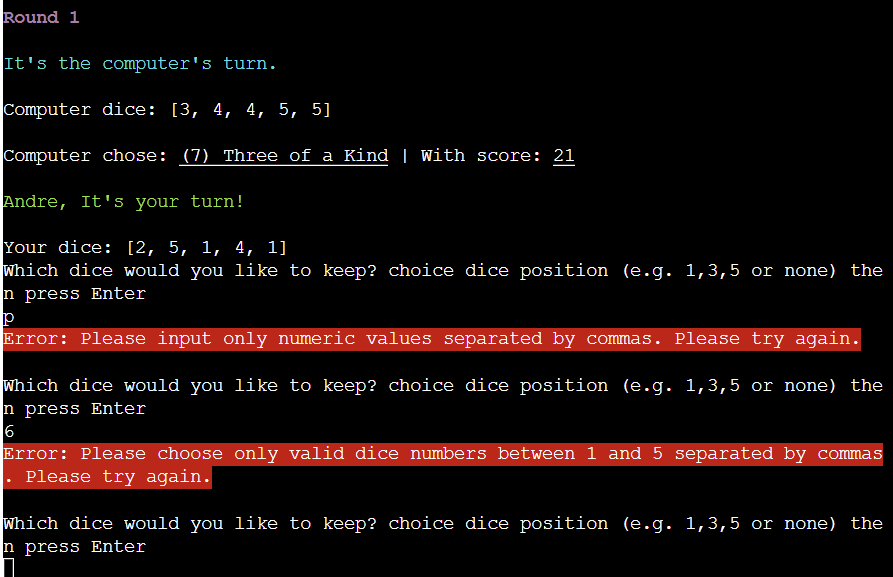 Round 1
It's the computer's turn.
Computer dice: [3, 4, 4, 5, 5]
Computer chose: (7) Three of a Kind | With score: 21
Andre, It's your turn!
Your dice: [2, 5, 1, 4, 1]
Which dice would you like to keep? choice dice position (e.g. 1,3,5 or none) the
n press Enter
p
Error: Please input only numeric values separated by commas. Please try again.
Which dice would you like to keep? choice dice position (e.g. 1,3,5 or none) the
n press Enter
6
Error: Please choose only valid dice numbers between 1 and 5 separated by commas
. Please try again.
Which dice would you like to keep? choice dice position (e.g. 1,3,5 or none) the
n press Enter